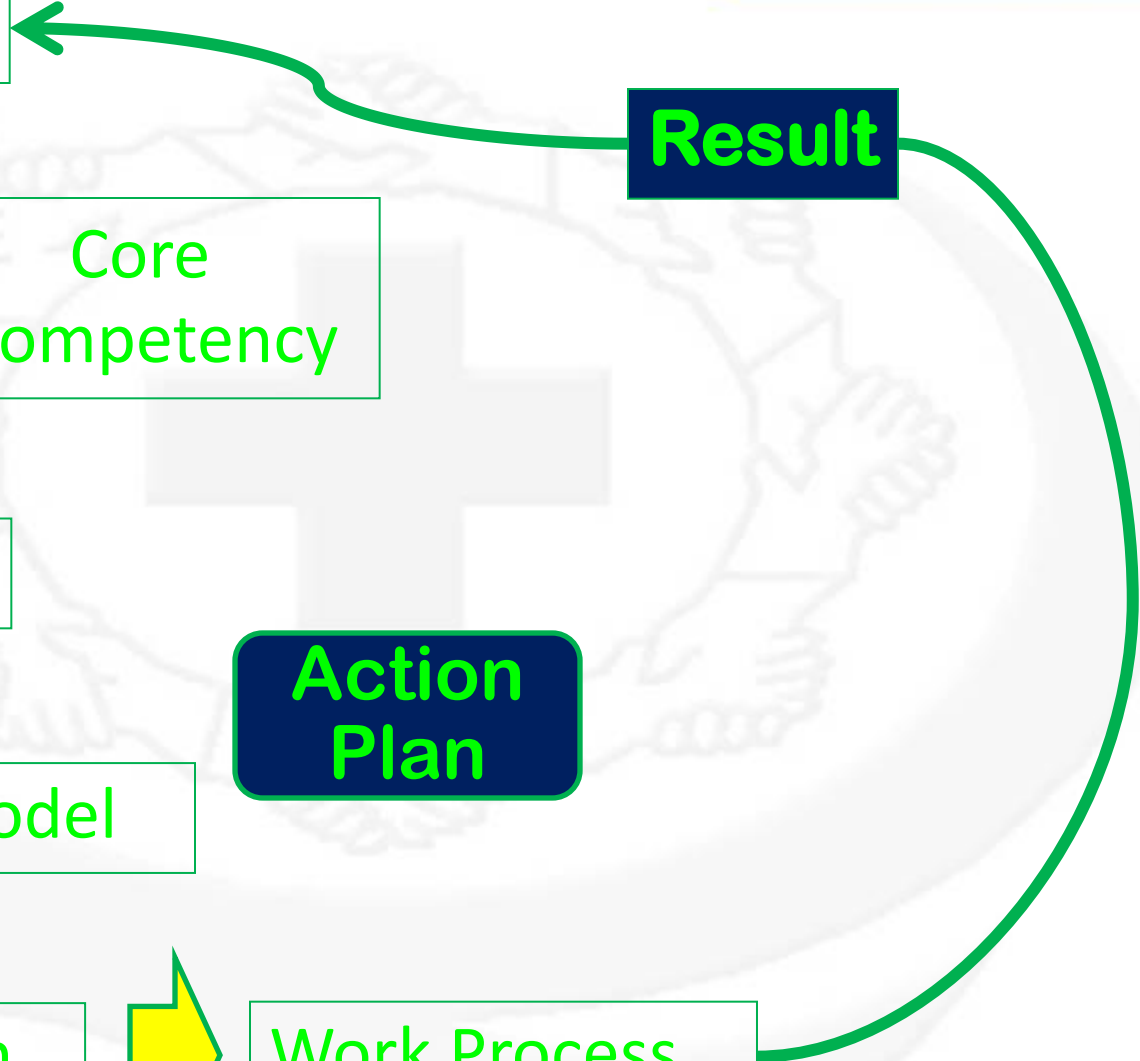 Result
Core
ompetency
Action
Plan
odel
Work Process